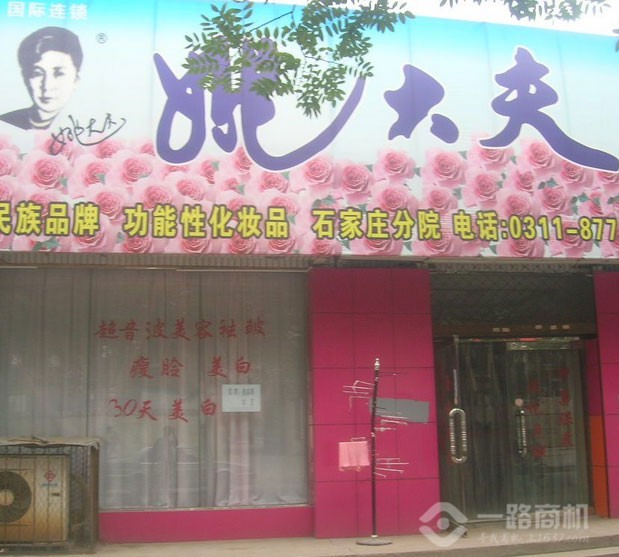 国际连锁
®
姚大夫
姚大夫
民族品牌 功能性化妆品 石家庄分院 电话:0311-877
超音波美容祛皱
瘦脸 美白
30天美白
一路商机